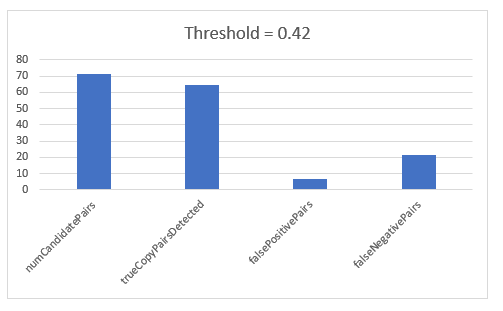 Threshold = 0.42
80
70
60
50
40
30
20
10
0
numCandidatePairs
trueCopyPairsDetected
falsePositivePairs
falseNegativePairs